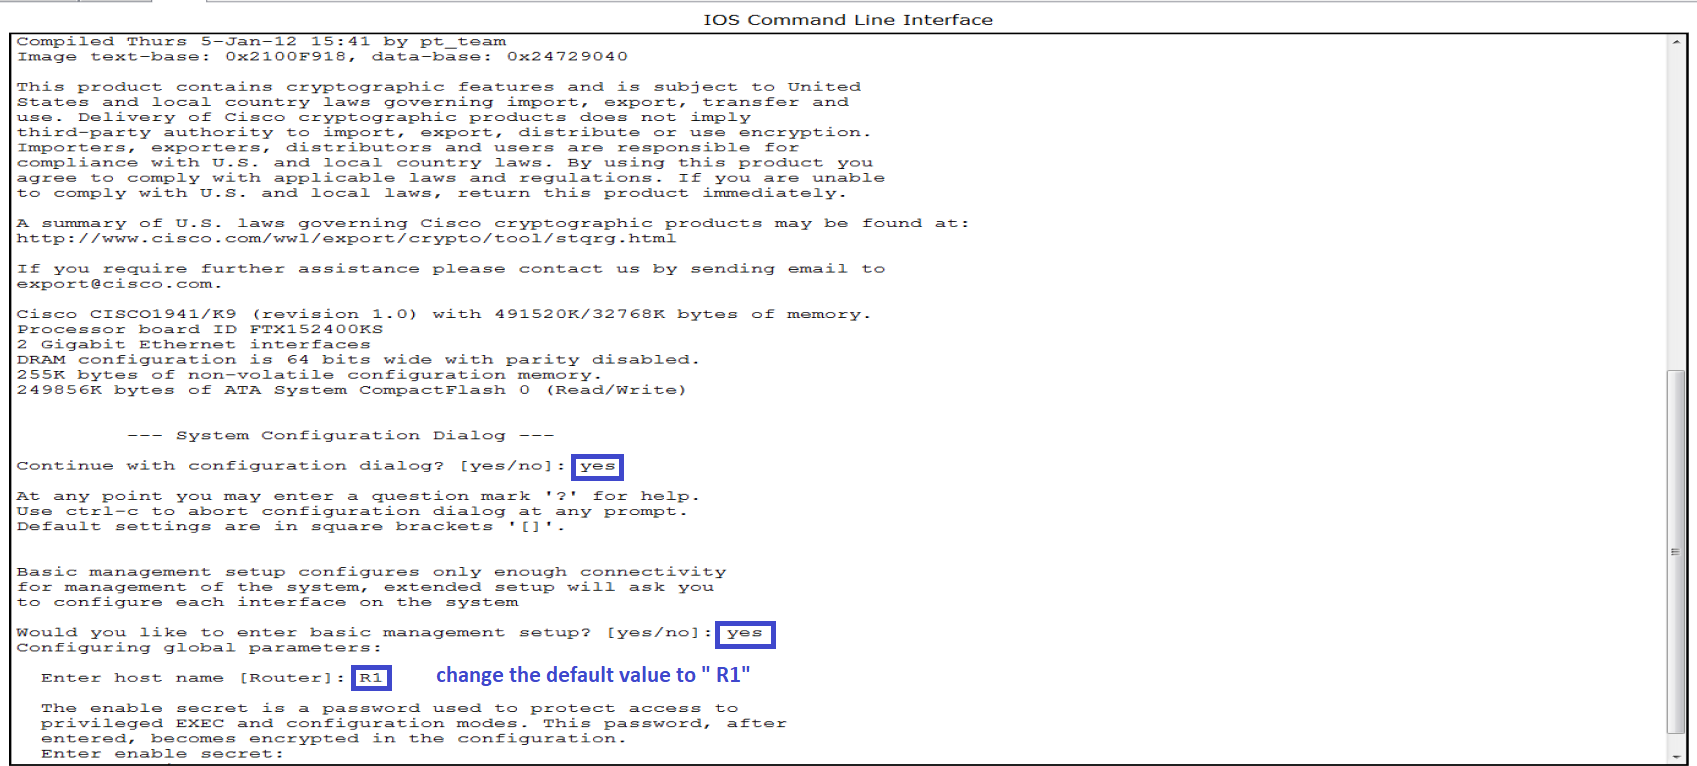 IOS Command Line Interface
Compiled Thurs 5-Jan-12 15:41 by pt_team
Image text-base: 0x2100F918, data-base: 0x24729040
This product contains cryptographic features and is subject to United
States and local country laws governing import, export, transfer and
use. Delivery of Cisco cryptographic products does not imply
third-party authority to import, export, distribute or use encryption.
Importers, exporters, distributors and users are responsible for
compliance with U.S. and local country laws. By using this product you
agree to comply with applicable laws and regulations. If you are unable
to comply with U.S. and local laws, return this product immediately.
A summary of U.S. laws governing Cisco cryptographic products may be found at:
http://www.cisco.com/wwl/export/crypto/tool/stqrg.html
If you require further assistance please contact us by sending email to
export@cisco.com.
Cisco CISCO1941/K9 (revision 1.0) with 491520K/32768K bytes of memory.
Processor board ID FTX152400KS
2 Gigabit Ethernet interfaces
DRAM configuration is 64 bits wide with parity disabled.
255K bytes of non-volatile configuration memory.
249856K bytes of ATA System CompactFlash 0 (Read/Write)
--- System Configuration Dialog ---
Continue with configuration dialog? [yes/no]: yes
At any point you may enter a question mark '?' for help.
Use ctrl-c to abort configuration dialog at any prompt.
Default settings are in square brackets '[]'.
Basic management setup configures only enough connectivity
for management of the system, extended setup will ask you
to configure each interface on the system
Would you like to enter basic management setup? [yes/no]: yes
Configuring global parameters:
Enter host name [Router]: R1 change the default value to " R1"
The enable secret is a password used to protect access to
privileged EXEC and configuration modes. This password, after
entered, becomes encrypted in the configuration.
Enter enable secret: